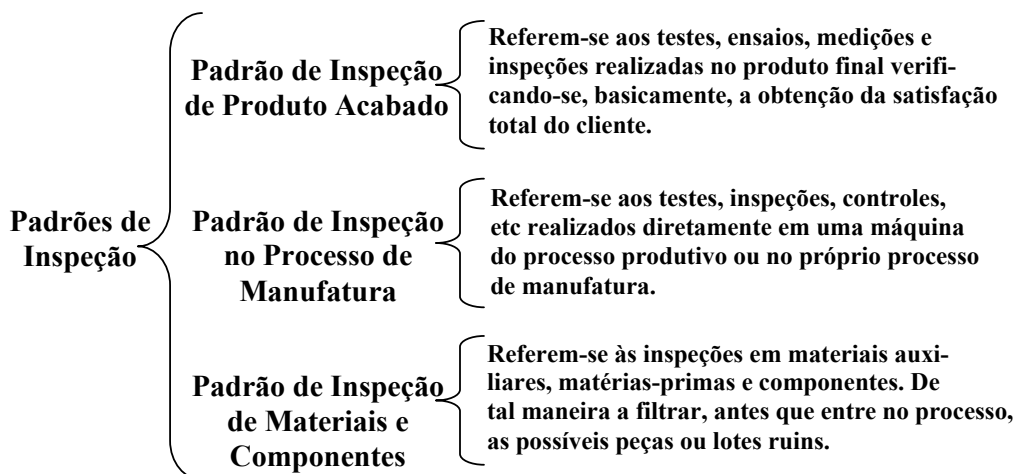 Padrões de
Inspeção
Padrão de Inspeção
de Produto Acabado
Referem-se aos testes, ensaios, medições e
inspeções realizadas no produto final verifi-
cando-se, basicamente, a obtenção da satisfação
total do cliente.
Padrão de Inspeção
no Processo de
Manufatura
Referem-se aos testes, inspeções, controles,
etc realizados diretamente em uma máquina
do processo produtivo ou no próprio processo
de manufatura.
Padrão de Inspeção
de Materiais e
Componentes
Referem-se às inspeções em materiais auxi-
liares, matérias-primas e componentes. De
tal maneira a filtrar, antes que entre no processo,
as possíveis peças ou lotes ruins.